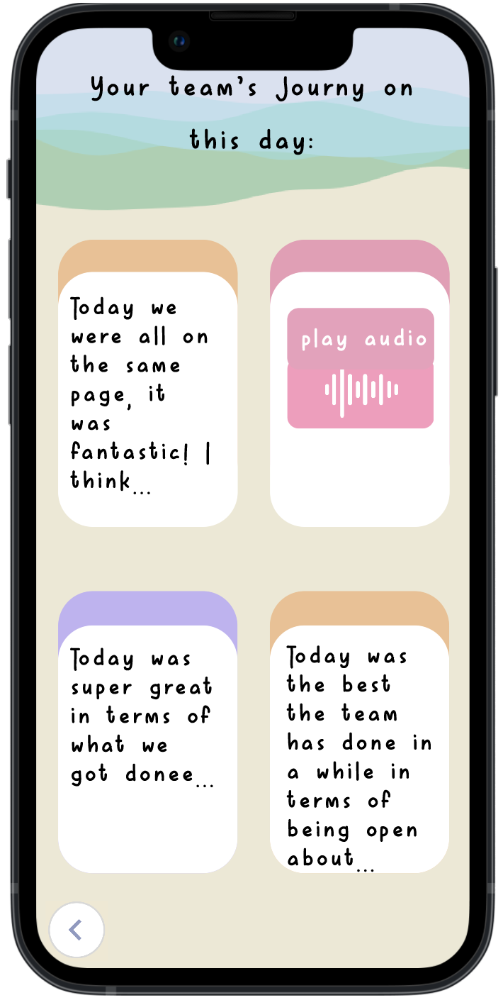 Your team's Journy on
this day:
Today we
were all on
the same
page, it
was
fantastic! I
think...
play audio
Today was
super great
in terms of
what we
got donee...
Today was
the best
the team
has done in
a while in
terms of
being open
about...